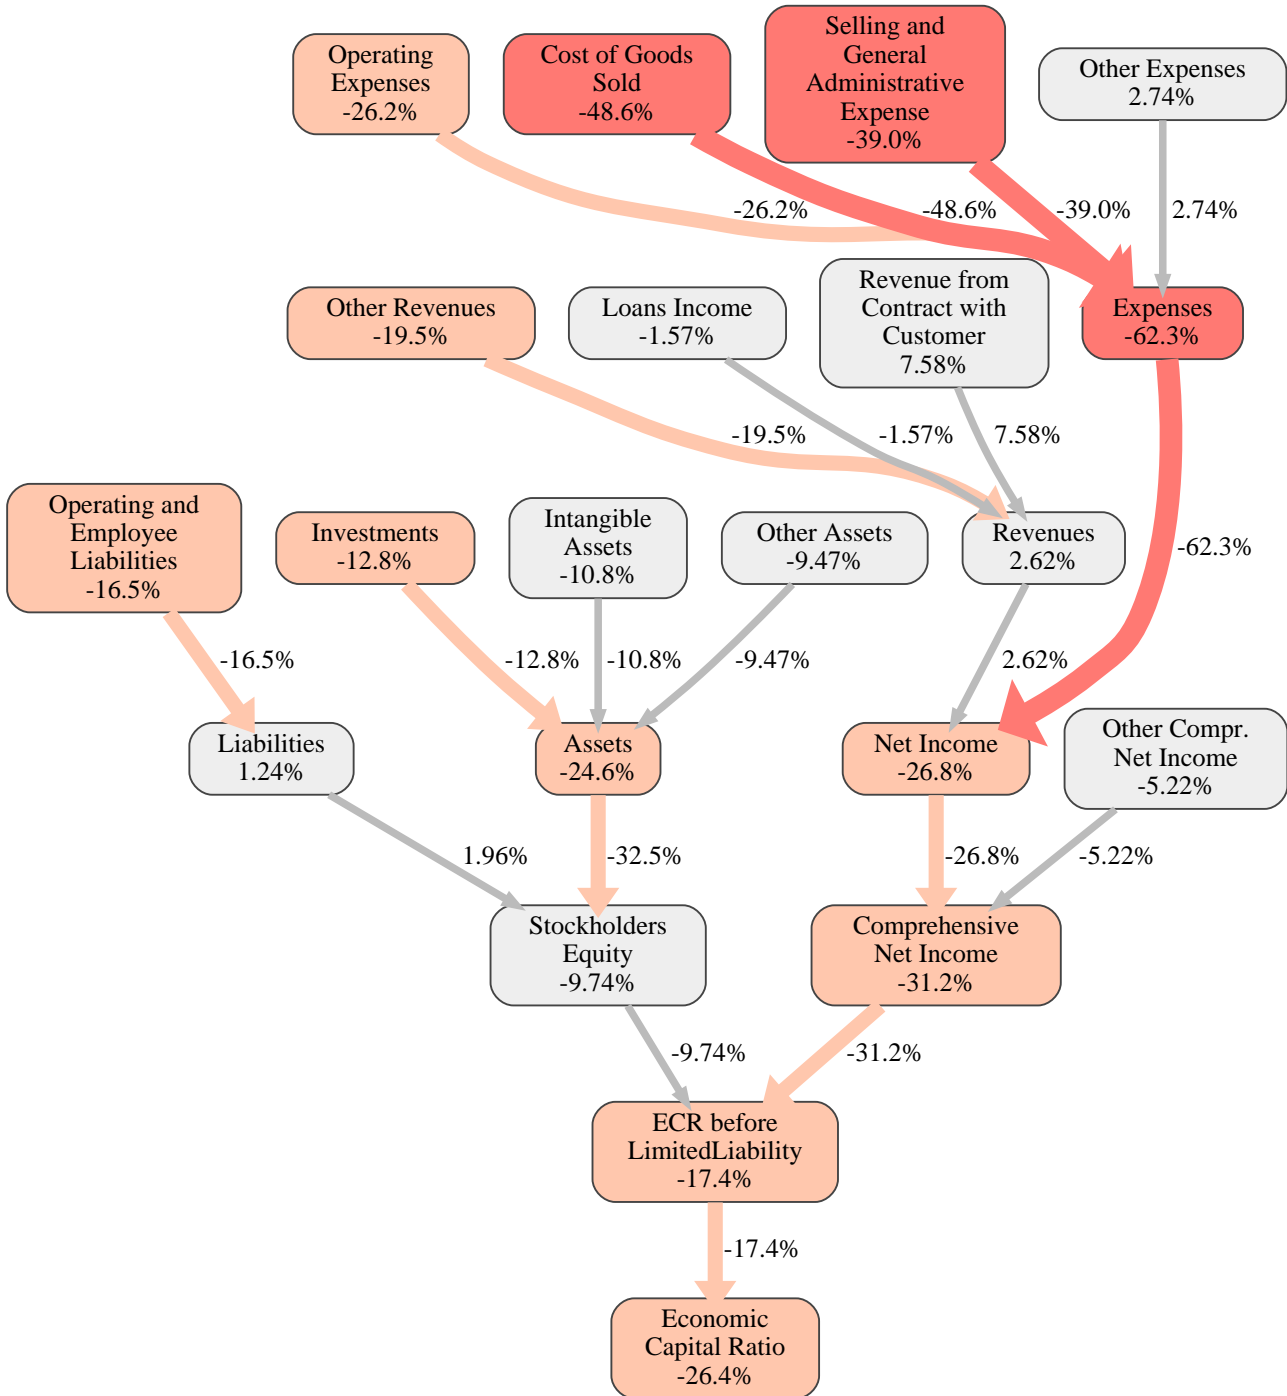 Operating
Expenses
-26.2%
Cost of Goods
Sold
-48.6%
Selling and
General
Administrative
Expense
-39.0%
Other Expenses
2.74%
-26.2%
-48.6%
-39.0%
2.74%
Other Revenues
-19.5%
Loans Income
-1.57%
Revenue from
Contract with
Customer
7.58%
Expenses
-62.3%
-19.5%
-1.57%
7.58%
Operating and
Employee
Liabilities
-16.5%
Investments
-12.8%
Intangible
Assets
-10.8%
Other Assets
-9.47%
Revenues
2.62%
-62.3%
-16.5%
-12.8%
-10.8%
-9.47%
2.62%
Liabilities
1.24%
Assets
-24.6%
Net Income
-26.8%
Other Compr.
Net Income
-5.22%
1.96%
-32.5%
-26.8%
-5.22%
Stockholders
Equity
-9.74%
Comprehensive
Net Income
-31.2%
-9.74%
-31.2%
ECR before
LimitedLiability
-17.4%
-17.4%
Economic
Capital Ratio
-26.4%